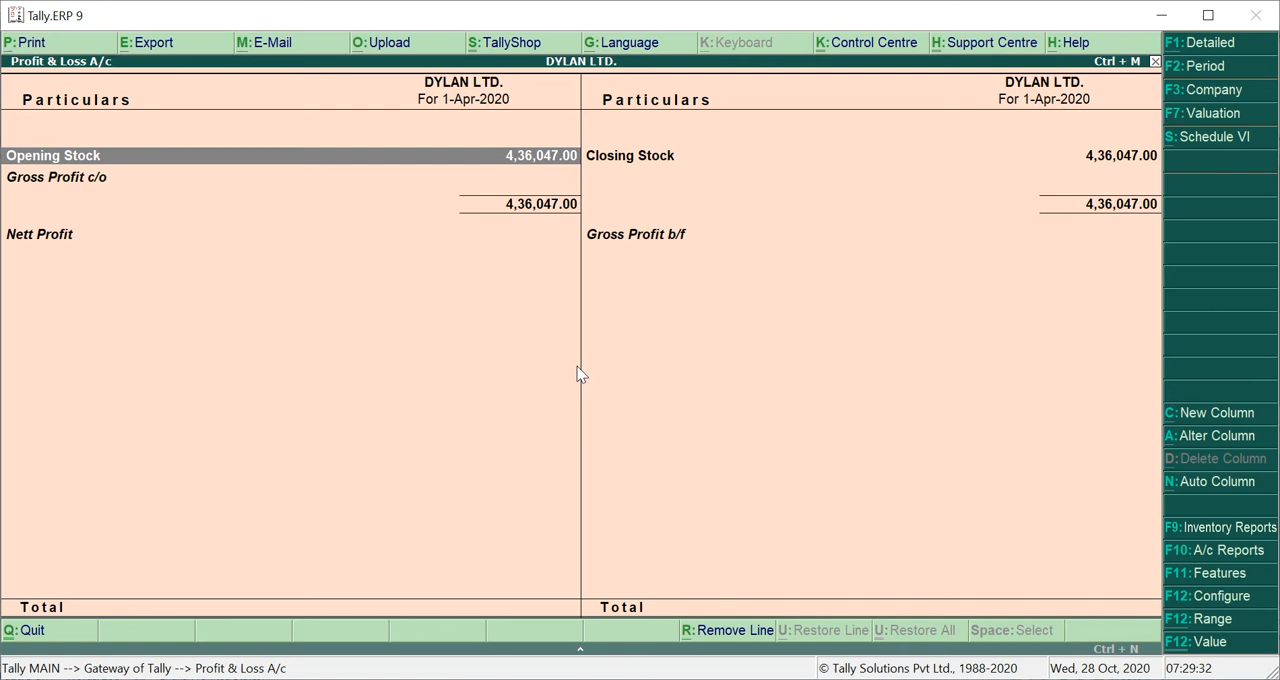 Tally.ERP 9
P: Print E: Export M: E-Mail O: Upload S: TallyShop G: Language K: Keyboard K: Control Centre H: Support Centre H: Help
Profit & Loss A/c DYLAN LTD. Ctrl + M
Particulars DYLAN LTD. For 1-Apr-2020
Particulars DYLAN LTD. For 1-Apr-2020
Opening Stock 4,36,047.00 Closing Stock 4,36,047.00
Gross Profit c/o
4,36,047.00 4,36,047.00
Nett Profit Gross Profit b/f
Total Total
Q: Quit R: Remove Line U: Restore Line U: Restore All Space: Select
Ctrl + N
Tally MAIN --> Gateway of Tally --> Profit & Loss A/c © Tally Solutions Pvt Ltd., 1988-2020 Wed, 28 Oct, 2020 07:29:32
F1: Detailed
F2: Period
F3: Company
F7: Valuation
S: Schedule VI
C: New Column
A: Alter Column
D: Delete Column
N: Auto Column
F9: Inventory Reports
F10: A/c Reports
F11: Features
F12: Configure
F12: Range
F12: Value